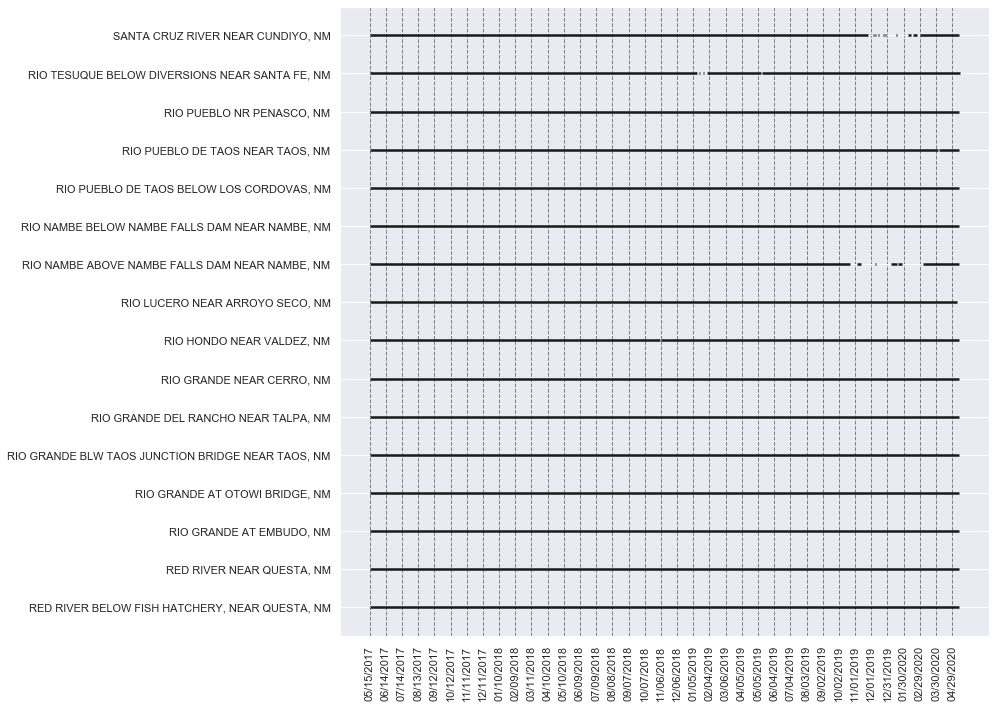 SANTA CRUZ RIVER NEAR CUNDIYO, NM
RIO TESUQUE BELOW DIVERSIONS NEAR SANTA FE, NM
RIO PUEBLO NR PENASCO, NM
RIO PUEBLO DE TAOS NEAR TAOS, NM
RIO PUEBLO DE TAOS BELOW LOS CORDOVAS, NM
RIO NAMBE BELOW NAMBE FALLS DAM NEAR NAMBE, NM
RIO NAMBE ABOVE NAMBE FALLS DAM NEAR NAMBE, NM
RIO LUCERO NEAR ARROYO SECO, NM
RIO HONDO NEAR VALDEZ, NM
RIO GRANDE NEAR CERRO, NM
RIO GRANDE DEL RANCHO NEAR TALPA, NM
RIO GRANDE BLW TAOS JUNCTION BRIDGE NEAR TAOS, NM
RIO GRANDE AT OTOWI BRIDGE, NM
RIO GRANDE AT EMBUDO, NM
RED RIVER NEAR QUESTA, NM
RED RIVER BELOW FISH HATCHERY, NEAR QUESTA, NM
05/15/2017
06/14/2017
07/14/2017
08/13/2017
09/12/2017
10/12/2017
11/11/2017
12/11/2017
01/10/2018
02/09/2018
03/11/2018
04/10/2018
05/10/2018
06/09/2018
07/09/2018
08/08/2018
09/07/2018
10/07/2018
11/06/2018
12/06/2018
01/05/2019
02/04/2019
03/06/2019
04/05/2019
05/05/2019
06/04/2019
07/04/2019
08/03/2019
09/02/2019
10/02/2019
11/01/2019
12/01/2019
12/31/2019
01/30/2020
02/29/2020
03/30/2020
04/29/2020